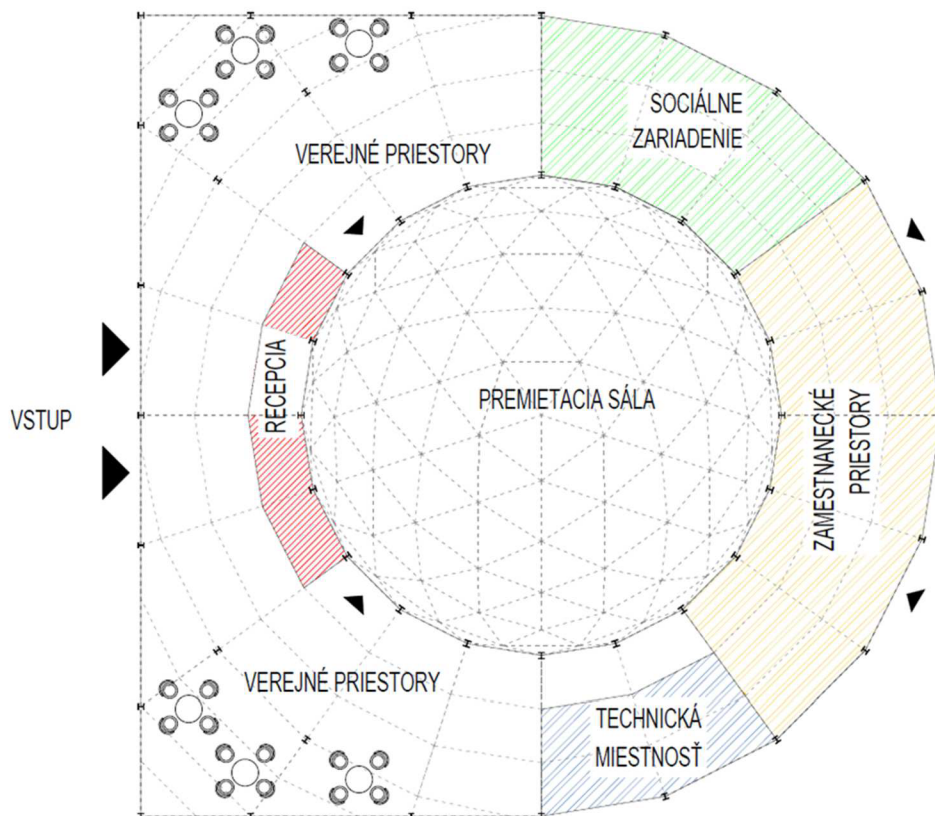 SOCIÁLNE
ZARIADENIE
VEREJNÉ PRIESTORY
RECEPCIA
PREMIETACIA SÁLA
VSTUP
ZAMESTNANECKÉ
PRIESTORY
VEREJNÉ PRIESTORY
TECHNICKÁ
MIESTNOSŤ